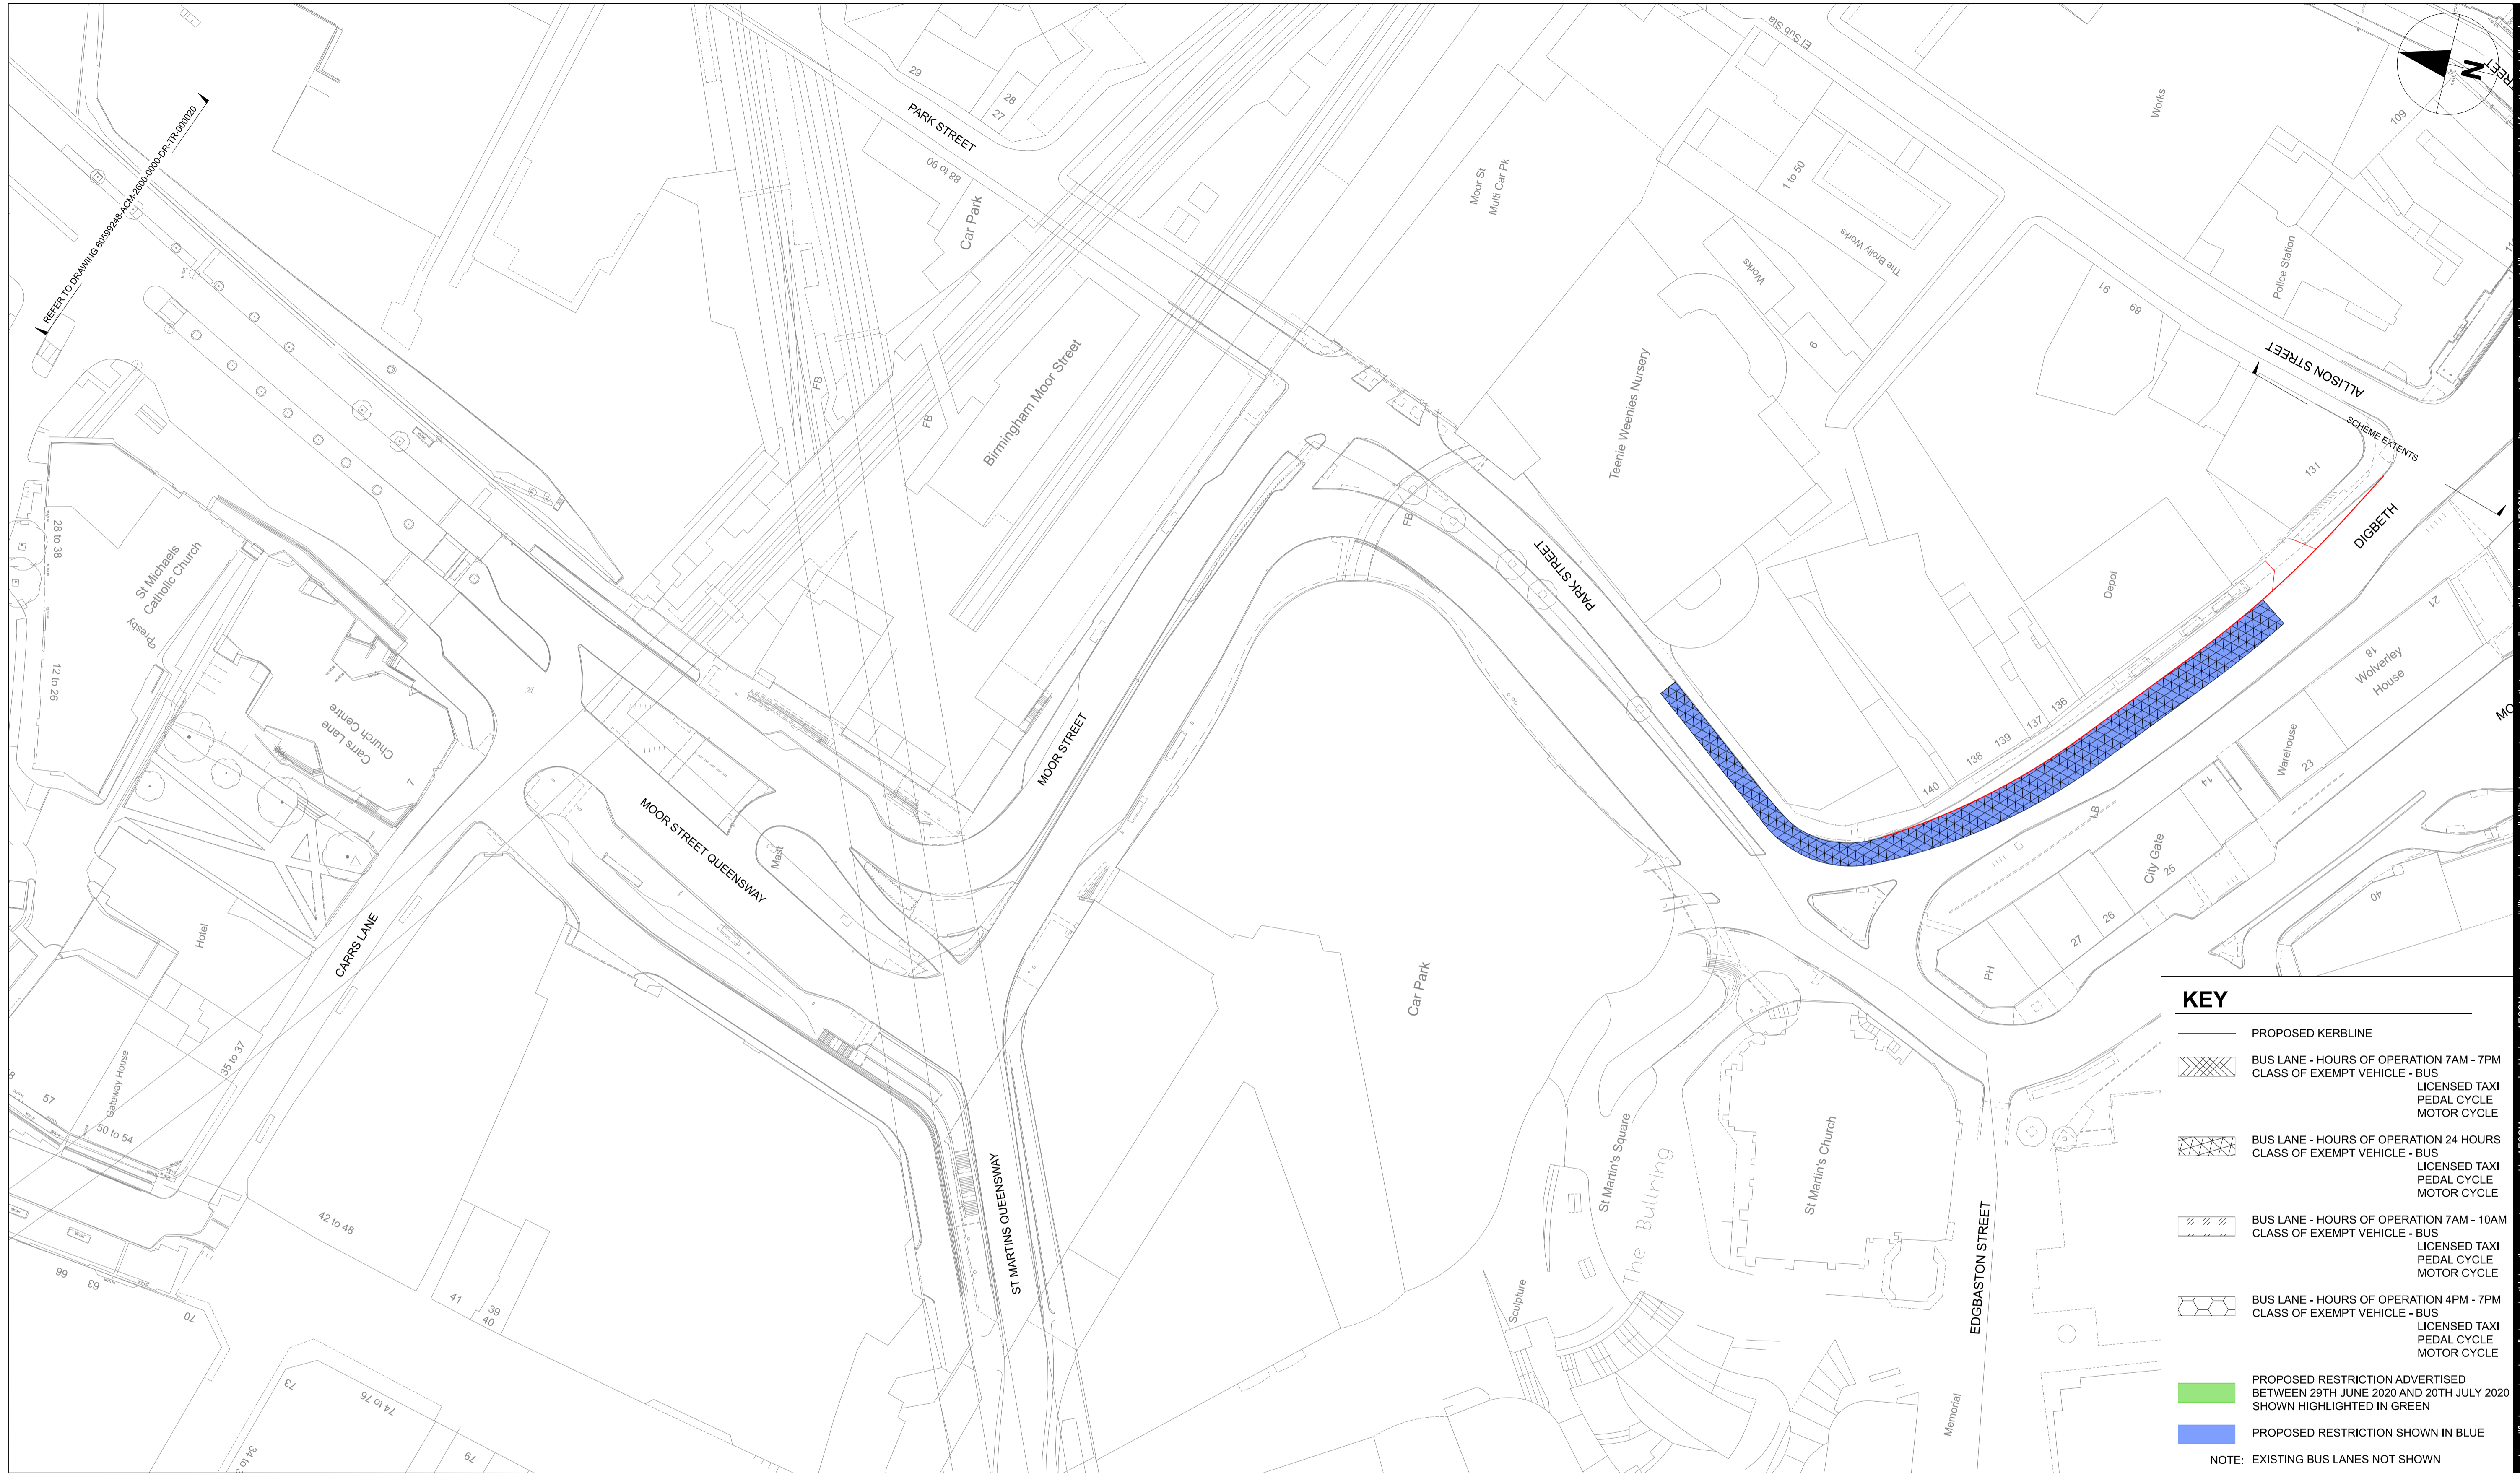 REFER TO DRAWING 60599248-ACM-2600-0000-DR-TR-000020
29
28
27
PARK STREET
88 to 90
Car Park
El Sub Sta
Moor St
Multi Car Pk
1 to 50
The Brolly Works
Works
6
Works
109
N
Police Station
91
89
ALLISON STREET
SCHEME EXTENTS
131
DIGBETH
FB
FB
Birmingham Moor Street
Teenie Weenies Nursery
FB
PARK STREET
Depot
136
137
139
138
140
21
18
Wolverley
House
Warehouse
23
14
LB
City Gate
25
26
27
PH
40
28 to 38
St Michaels
Catholic Church
Presby
12 to 26
Carrs Lane
Church Centre
7
MOOR STREET
MOOR STREET QUEENSWAY
Mast
Hotel
CARRS LANE
Gateway House
35 to 37
57
50 to 54
66
63
70
42 to 48
41
39
40
73
74 to 76
79
ST MARTINS QUEENSWAY
Car Park
St Martin's Square
The Bullring
St Martin's Church
Sculpture
EDGBASTON STREET
Memorial
KEY
PROPOSED KERBLINE
BUS LANE - HOURS OF OPERATION 7AM - 7PM
CLASS OF EXEMPT VEHICLE - BUS
LICENSED TAXI
PEDAL CYCLE
MOTOR CYCLE
BUS LANE - HOURS OF OPERATION 24 HOURS
CLASS OF EXEMPT VEHICLE - BUS
LICENSED TAXI
PEDAL CYCLE
MOTOR CYCLE
BUS LANE - HOURS OF OPERATION 7AM - 10AM
CLASS OF EXEMPT VEHICLE - BUS
LICENSED TAXI
PEDAL CYCLE
MOTOR CYCLE
BUS LANE - HOURS OF OPERATION 4PM - 7PM
CLASS OF EXEMPT VEHICLE - BUS
LICENSED TAXI
PEDAL CYCLE
MOTOR CYCLE
PROPOSED RESTRICTION ADVERTISED
BETWEEN 29TH JUNE 2020 AND 20TH JULY 2020
SHOWN HIGHLIGHTED IN GREEN
PROPOSED RESTRICTION SHOWN IN BLUE
NOTE: EXISTING BUS LANES NOT SHOWN